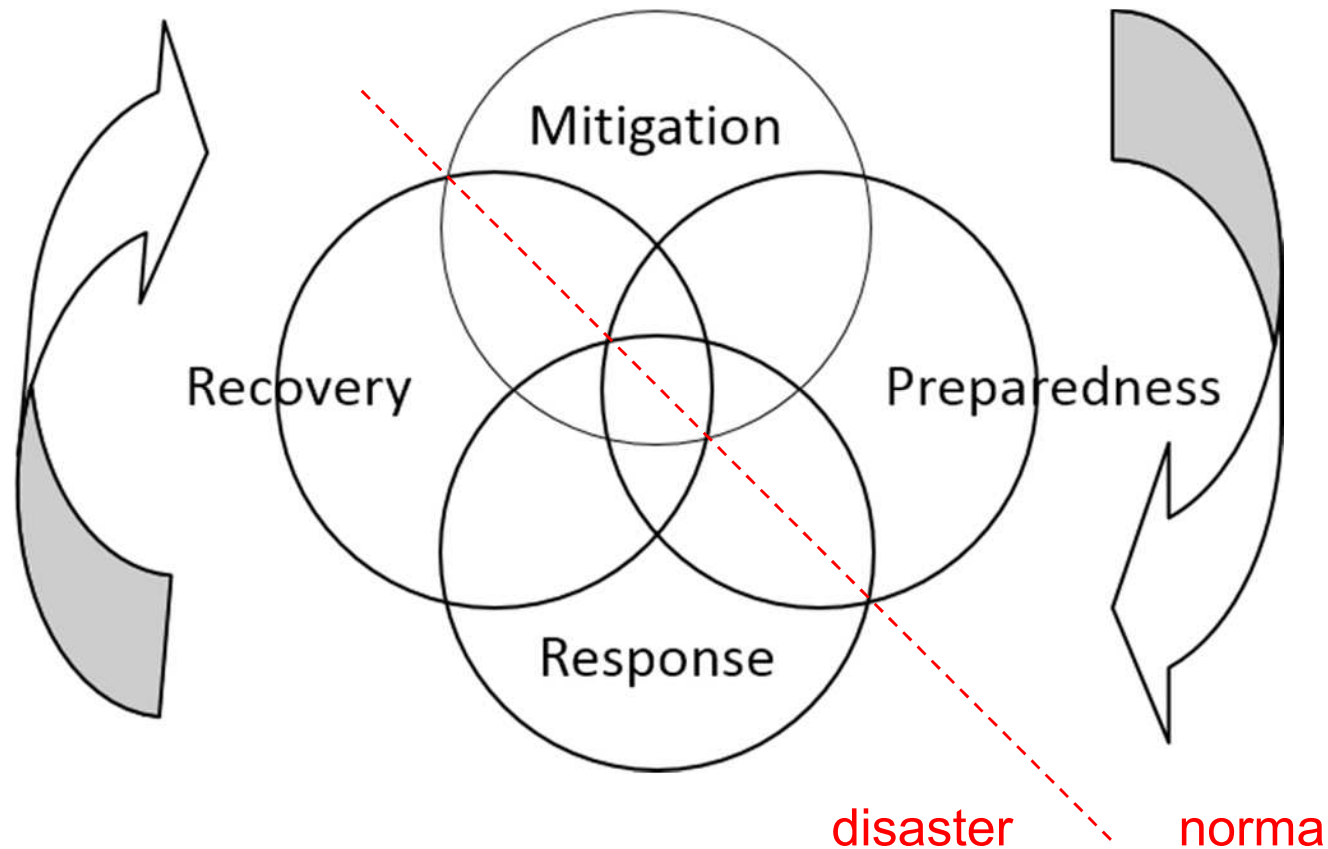 Mitigation
Recovery
Preparedness
Response
disaster
norma